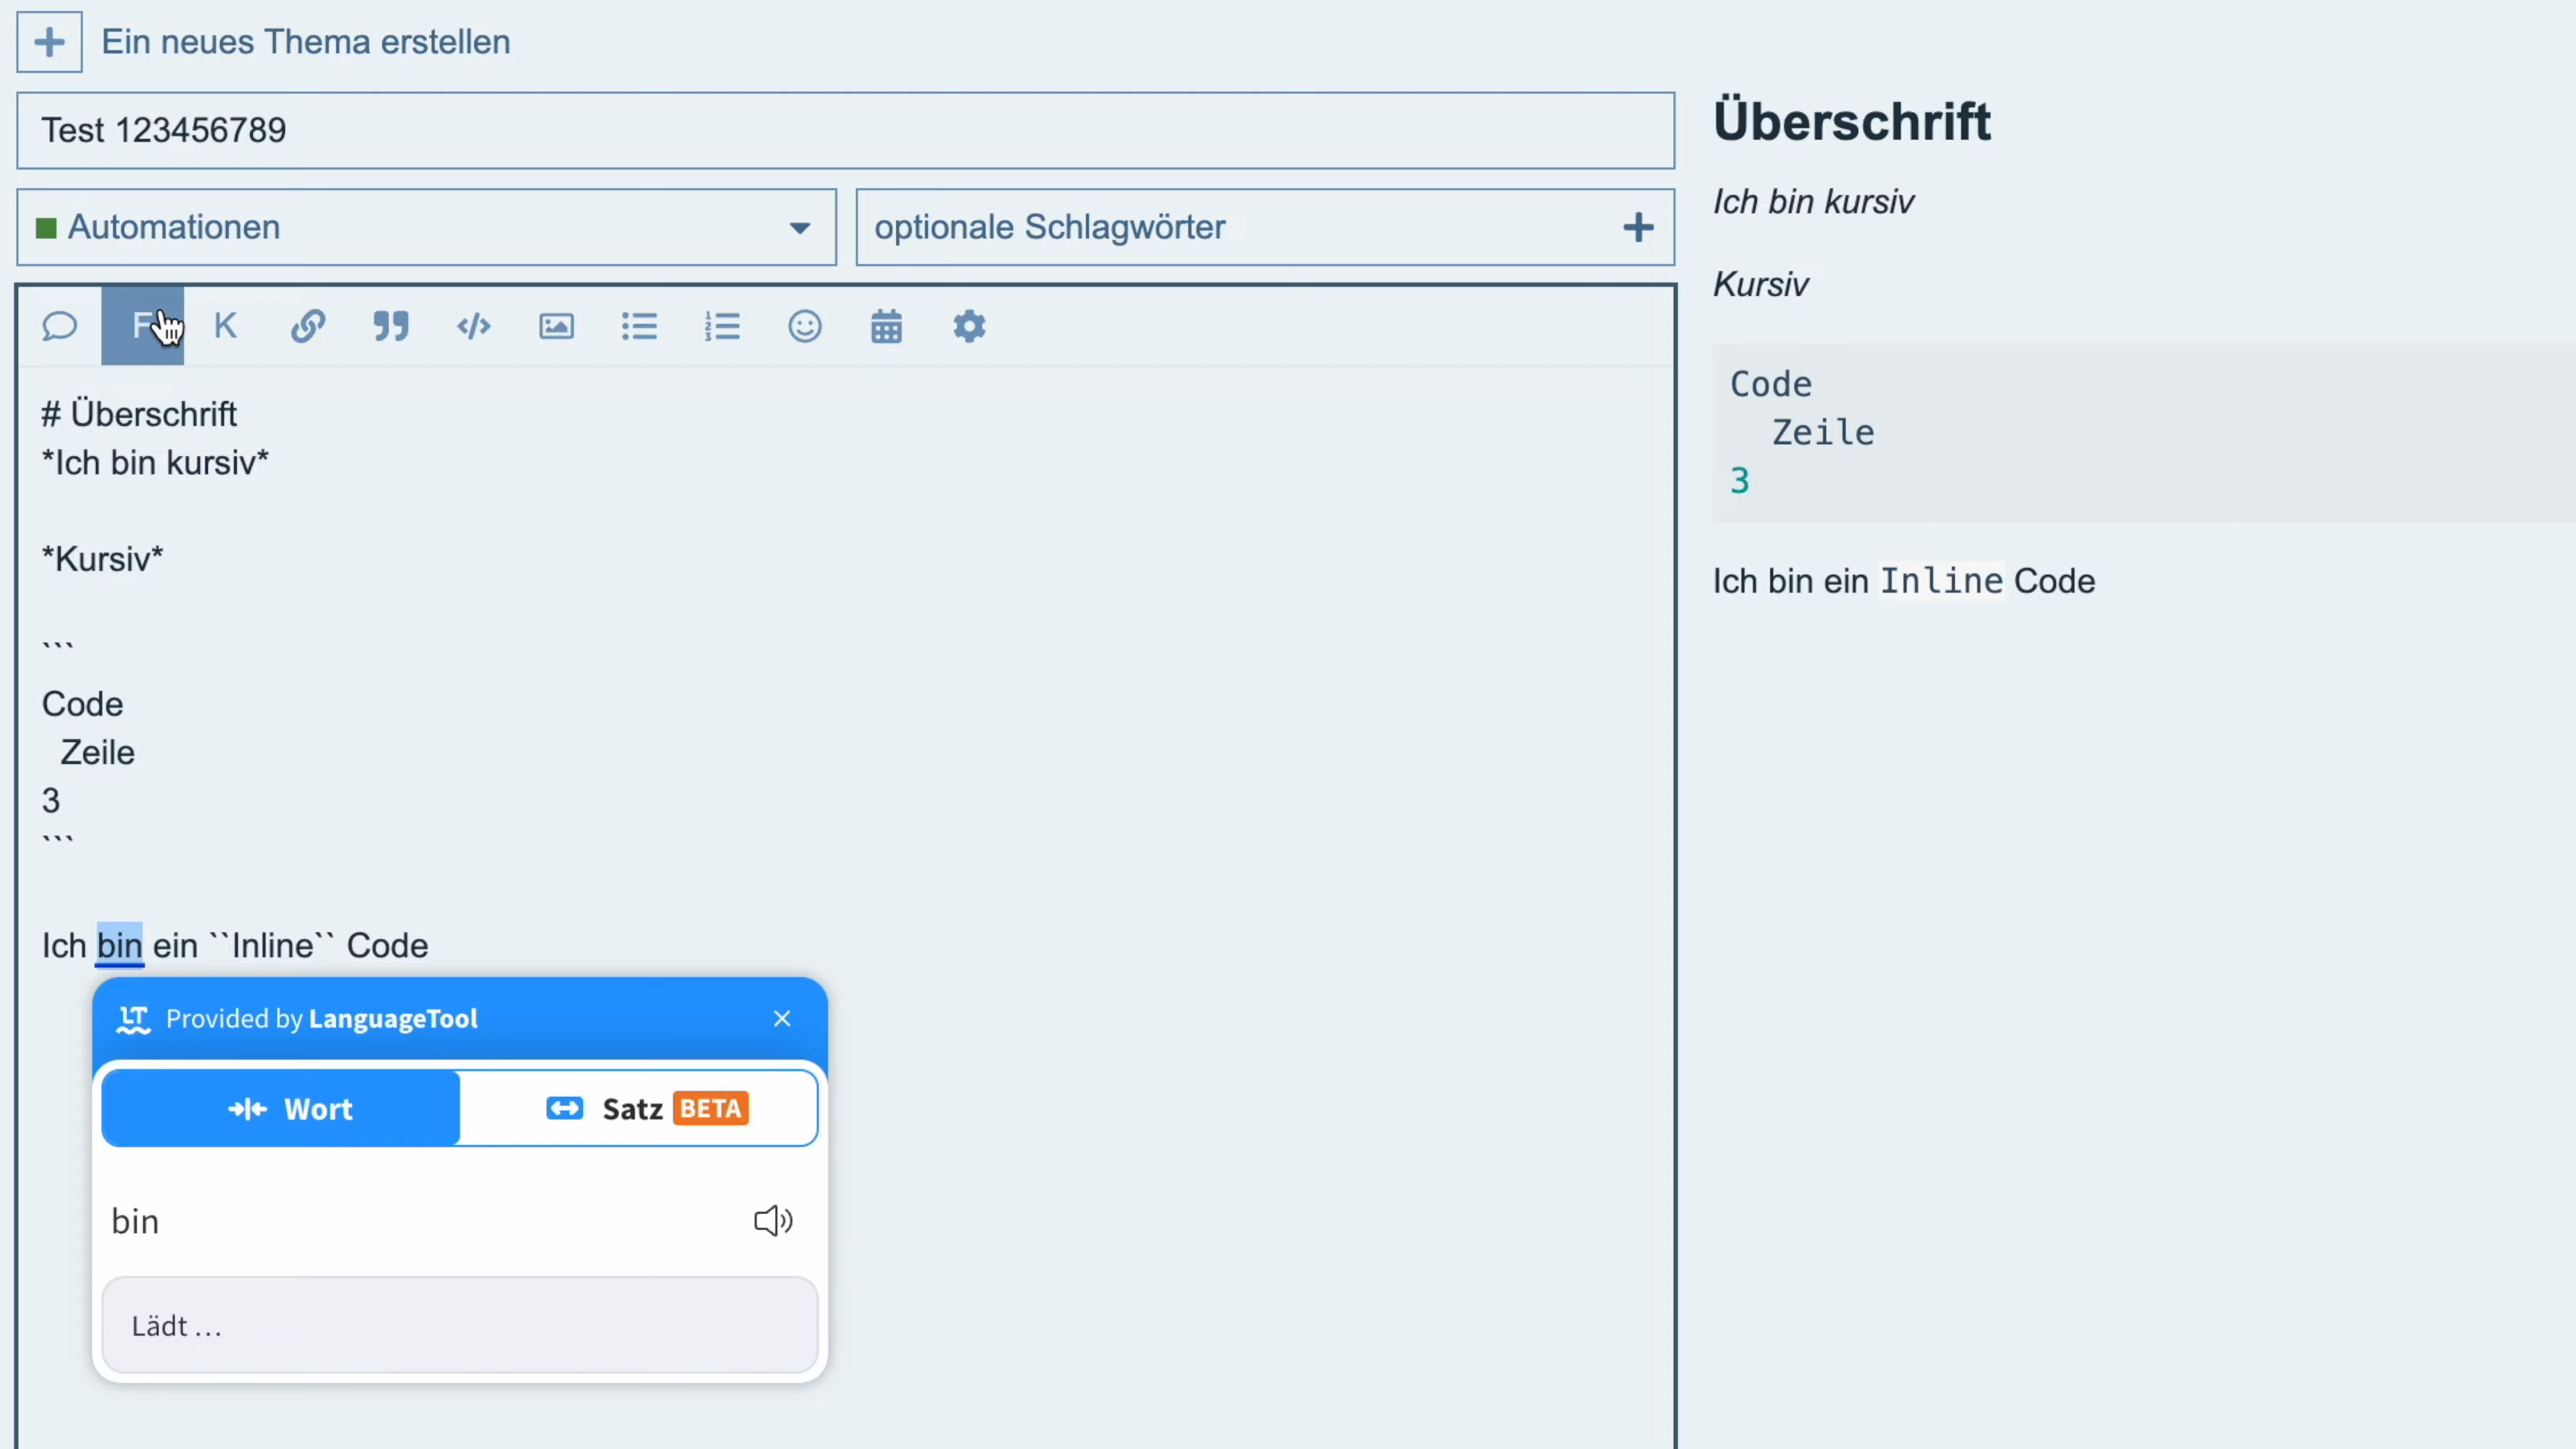 Ein neues Thema erstellen
Test 123456789
Automationen
optionale Schlagwörter
F K
# Überschrift
*Ich bin kursiv*
*Kursiv*
```
Code
  Zeile
3
```
Ich bin ein ``Inline`` Code
LT Provided by LanguageTool
Wort
Satz BETA
bin
Lädt ...
Überschrift
Ich bin kursiv
Kursiv
Code
  Zeile
3
Ich bin ein Inline Code